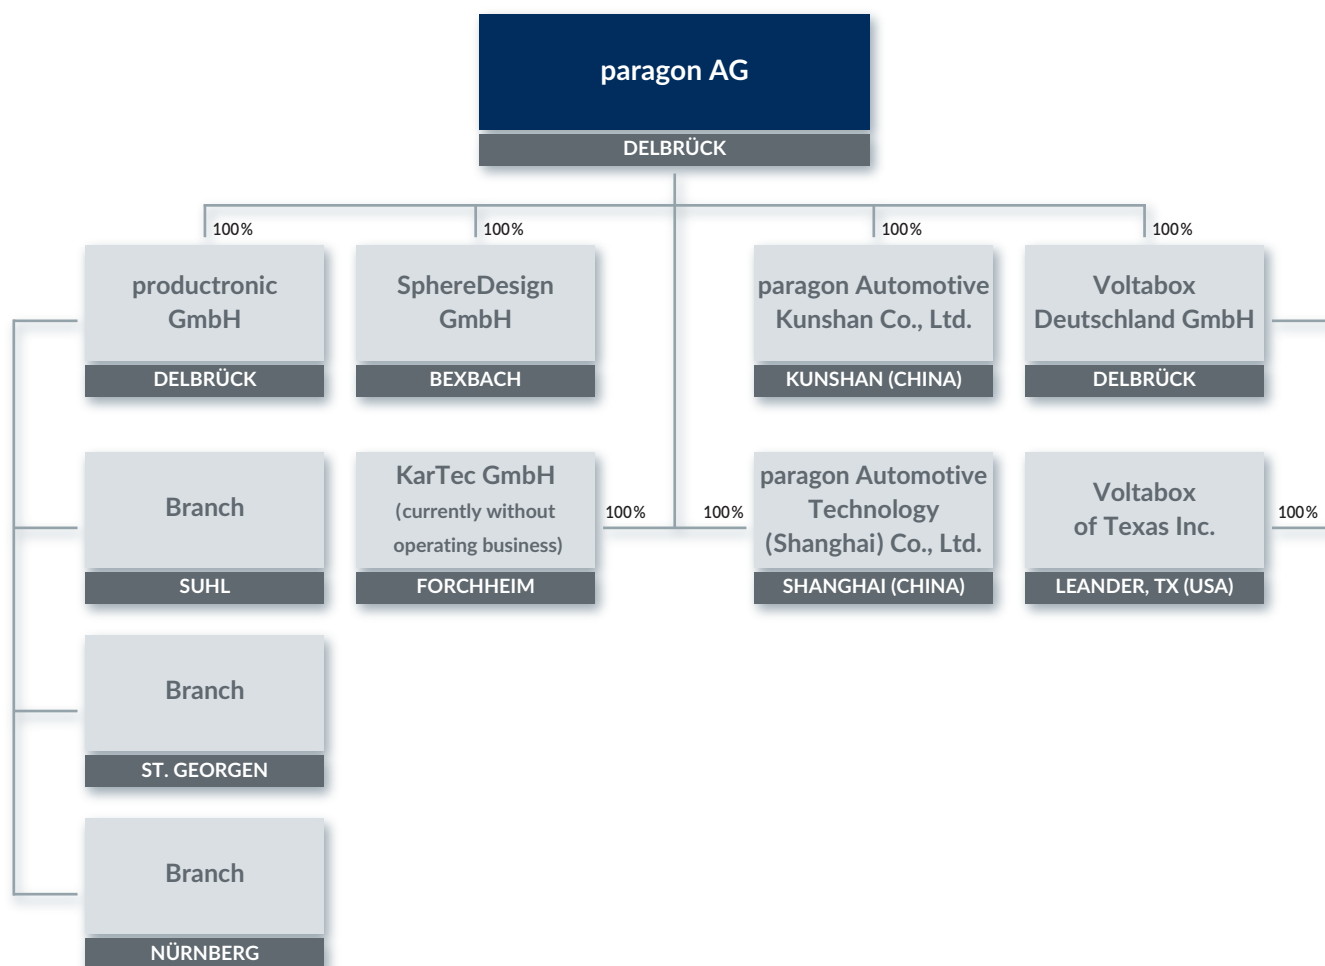 paragon AG
DELBRÜCK
100%
100%
100%
100%
productronic
GmbH
DELBRÜCK
SphereDesign
GmbH
BEXBACH
paragon Automotive
Kunshan Co., Ltd.
KUNSHAN (CHINA)
Voltabox
Deutschland GmbH
DELBRÜCK
Branch
SUHL
KarTec GmbH
(currently without
operating business)
FORCHHEIM
100%
100%
paragon Automotive
Technology
(Shanghai) Co., Ltd.
SHANGHAI (CHINA)
Voltabox
of Texas Inc.
LEANDER, TX (USA)
100%
Branch
ST. GEORGEN
Branch
NÜRNBERG